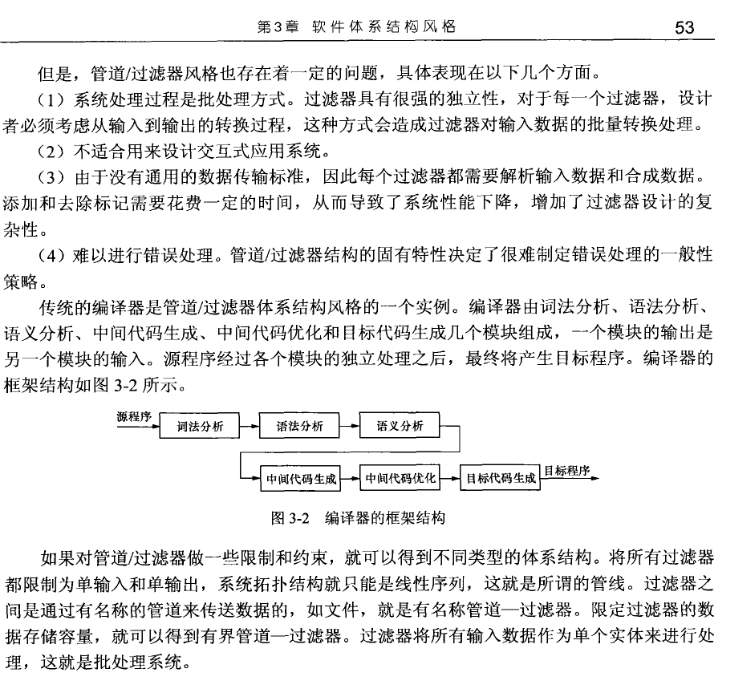 第3章 软件体系结构风格 53
但是，管道/过滤器风格也存在着一定的问题，具体表现在以下几个方面。
（1）系统处理过程是批处理方式。过滤器具有很强的独立性，对于每一个过滤器，设计
者必须考虑从输入到输出的转换过程，这种方式会造成过滤器对输入数据的批量转换处理。
（2）不适合用来设计交互式应用系统。
（3）由于没有通用的数据传输标准，因此每个过滤器都需要解析输入数据和合成数据。
添加和去除标记需要花费一定的时间，从而导致了系统性能下降，增加了过滤器设计的复
杂性。
（4）难以进行错误处理。管道/过滤器结构的固有特性决定了很难制定错误处理的一般性
策略。
传统的编译器是管道/过滤器体系结构风格的一个实例。编译器由词法分析、语法分析、
语义分析、中间代码生成、中间代码优化和目标代码生成几个模块组成，一个模块的输出是
另一个模块的输入。源程序经过各个模块的独立处理之后，最终将产生目标程序。编译器的
框架结构如图 3-2 所示。
源程序 词法分析 语法分析 语义分析
中间代码生成 中间代码优化 目标代码生成 目标程序
图 3-2 编译器的框架结构
如果对管道/过滤器做一些限制和约束，就可以得到不同类型的体系结构。将所有过滤器
都限制为单输入和单输出，系统拓扑结构就只能是线性序列，这就是所谓的管线。过滤器之
间是通过有名称的管道来传送数据的，如文件，就是有名称管道—过滤器。限定过滤器的数
据存储容量，就可以得到有界管道—过滤器。过滤器将所有输入数据作为单个实体来进行处
理，这就是批处理系统。